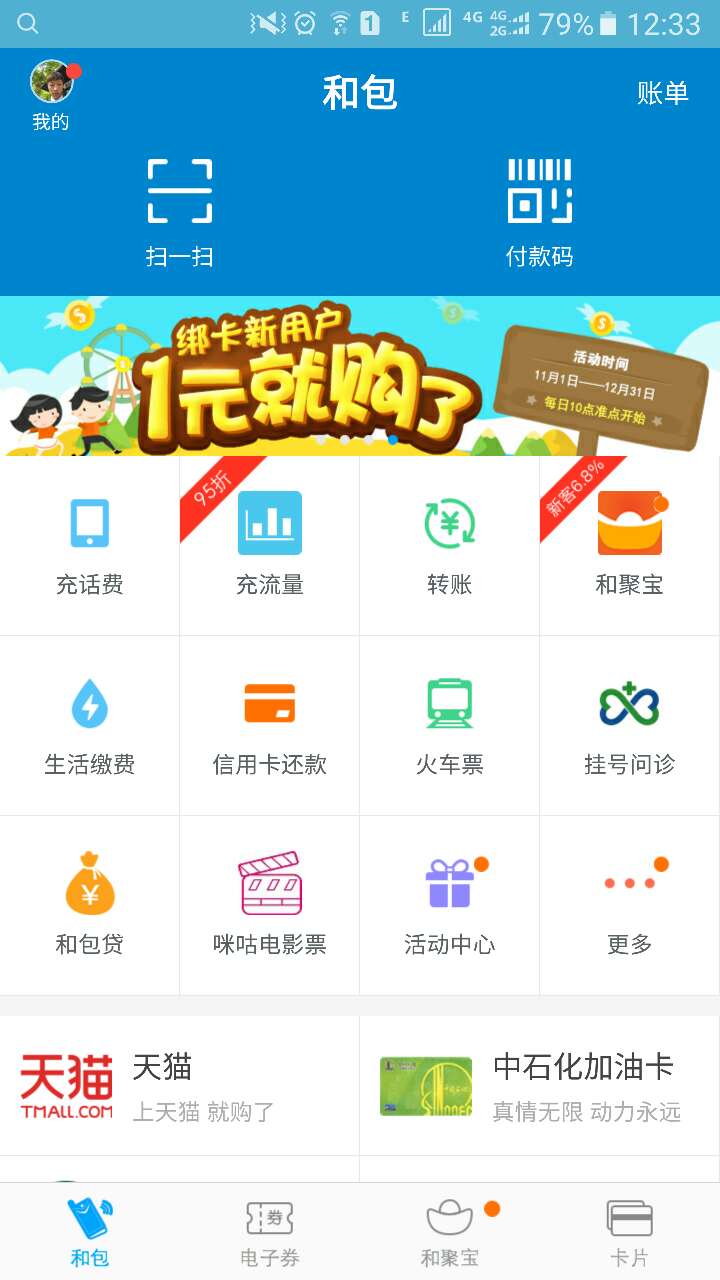 E 4G 4G 2G 79% 12:33
1
我的
和包
账单
扫一扫
付款码
绑卡新用户
1元就购了
活动时间
11月1日——12月31日
每日10点准点开始
95折
新客6.8%
充话费
充流量
转账
和聚宝
生活缴费
信用卡还款
火车票
挂号问诊
和包贷
咪咕电影票
活动中心
更多
天猫
TMALL.COM
天猫
上天猫 就购了
中石化加油卡
真情无限 动力永远
和包
券
电子券
和聚宝
卡片